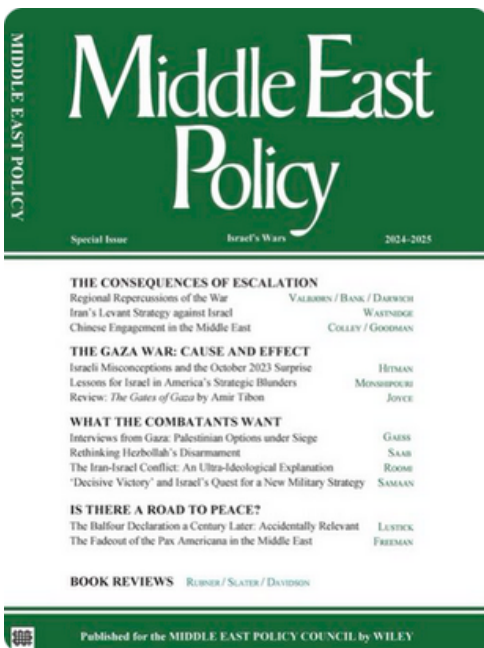 MIDDLE EAST POLICY
Middle East
Policy
Special Issue Israel's Wars 2024–2025
THE CONSEQUENCES OF ESCALATION
Regional Repercussions of the War VALBJØRN / BANK / DARWICH
Iran's Levant Strategy against Israel WASTNIDGE
Chinese Engagement in the Middle East COLLEY / GOODMAN
THE GAZA WAR: CAUSE AND EFFECT
Israeli Misconceptions and the October 2023 Surprise HITMAN
Lessons for Israel in America's Strategic Blunders MONSHIPOURI
Review: The Gates of Gaza by Amir Tibon JOYCE
WHAT THE COMBATANTS WANT
Interviews from Gaza: Palestinian Options under Siege GAESS
Rethinking Hezbollah's Disarmament SAAB
The Iran-Israel Conflict: An Ultra-Ideological Explanation ROOMI
'Decisive Victory' and Israel's Quest for a New Military Strategy SAMAAN
IS THERE A ROAD TO PEACE?
The Balfour Declaration a Century Later: Accidentally Relevant LUSTICK
The Fadeout of the Pax Americana in the Middle East FREEMAN
BOOK REVIEWS RUBNER / SLATER / DAVIDSON
Published for the MIDDLE EAST POLICY COUNCIL by WILEY